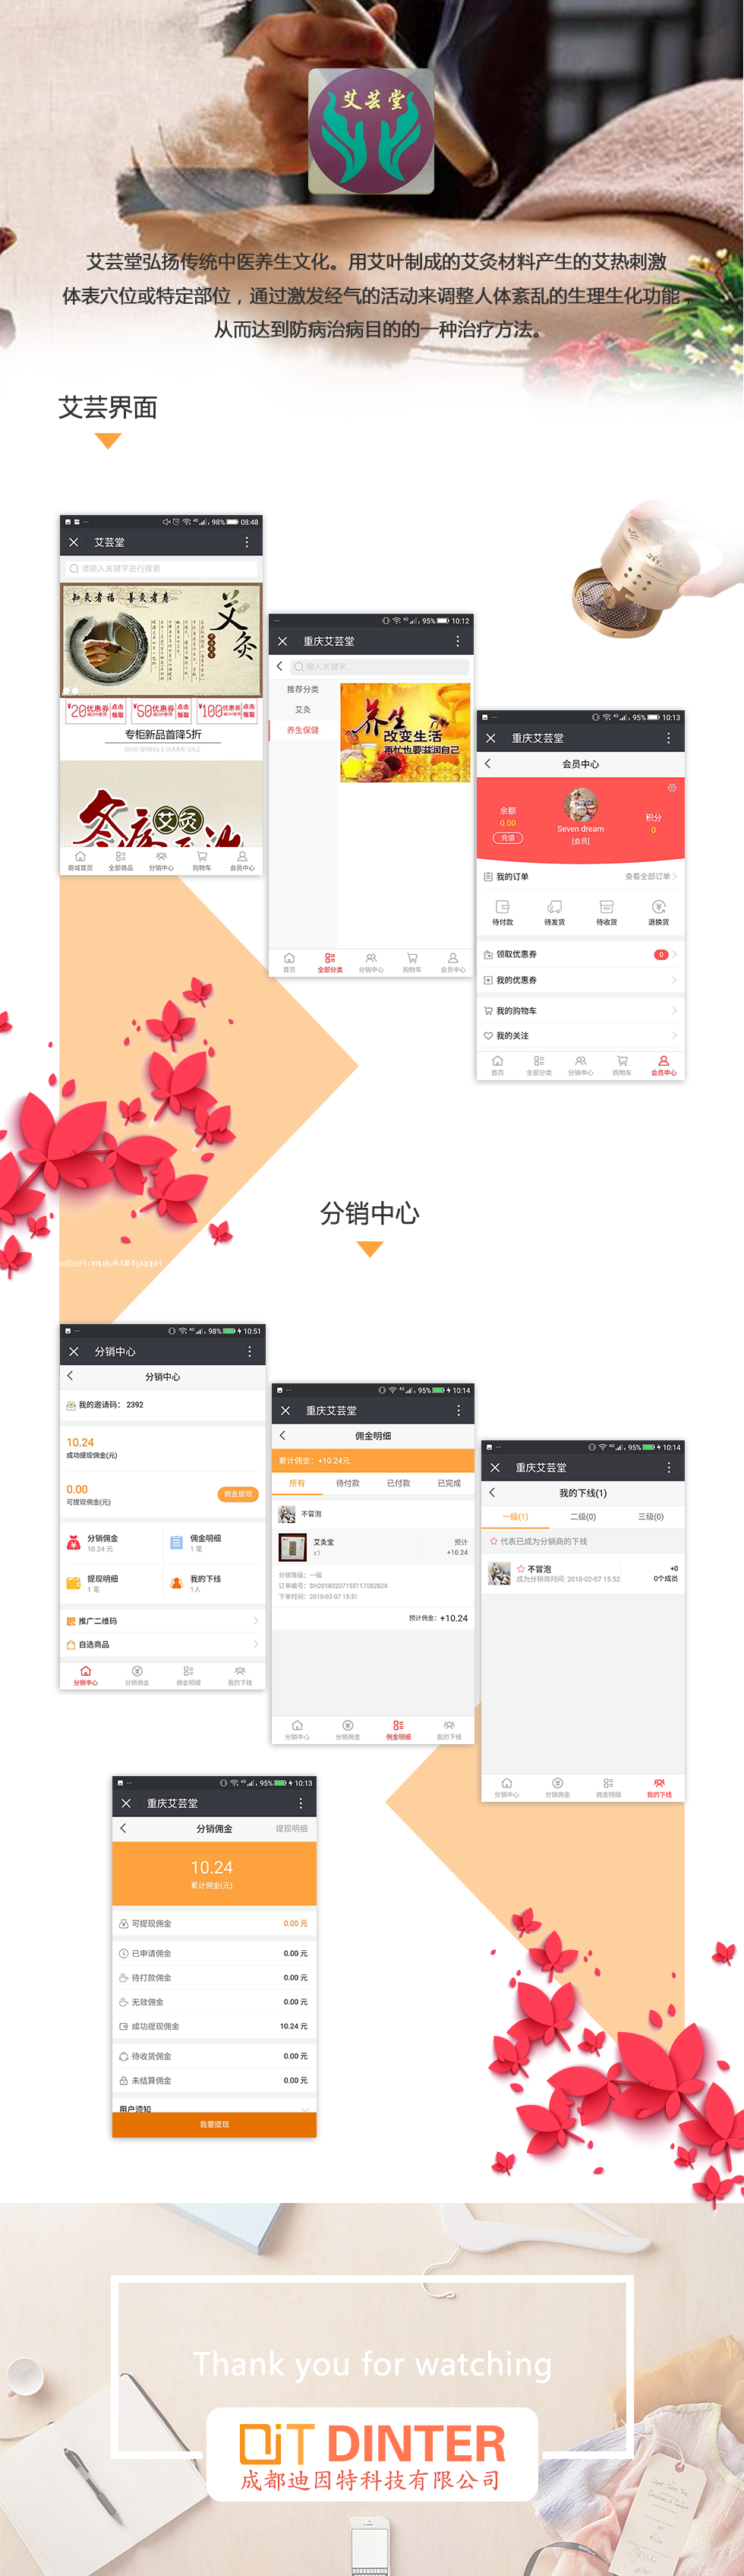 艾芸堂
艾芸堂弘扬传统中医养生文化。用艾叶制成的艾灸材料产生的艾热刺激
体表穴位或特定部位，通过激发经气的活动来调整人体紊乱的生理生化功能，
从而达到防病治病目的的一种治疗方法。
艾芸界面
98% 08:48
艾芸堂
请输入关键字进行搜索
知灸者福 善灸者寿
艾灸
¥20优惠券 点击领取
¥50优惠券 点击领取
¥100优惠券 点击领取
专柜新品首降5折
2016 SPRING & SUMME SALE
艾灸
商城首页 全部商品 分销中心 购物车 会员中心
95% 10:12
重庆艾芸堂
输入关键字...
推荐分类
艾灸
养生保健
养生
改变生活
再忙也要滋润自己
首页 全部分类 分销中心 购物车 会员中心
95% 10:13
重庆艾芸堂
会员中心
余额
0.00
充值
Seven dream
[会员]
积分
0
我的订单 查看全部订单
待付款 待发货 待收货 退换货
领取优惠券 0
我的优惠券
我的购物车
我的关注
首页 全部分类 分销中心 购物车 会员中心
Happy Mid Autumn Festiv
分销中心
98% 10:51
分销中心
分销中心
我的邀请码： 2392
10.24
成功提现佣金(元)
0.00
可提现佣金(元)
佣金提现
分销佣金
10.24 元
佣金明细
1 笔
提现明细
1 笔
我的下线
1人
推广二维码
自选商品
分销中心 分销佣金 佣金明细 我的下线
95% 10:14
重庆艾芸堂
佣金明细
累计佣金：+10.24元
所有 待付款 已付款 已完成
不冒泡
艾灸宝
x1
预计
+10.24
分销等级：一级
订单编号：SH20180207155117082824
下单时间：2018-02-07 15:51
预计佣金：+10.24
分销中心 分销佣金 佣金明细 我的下线
95% 10:14
重庆艾芸堂
我的下线(1)
一级(1) 二级(0) 三级(0)
代表已成为分销商的下线
不冒泡
成为分销商时间: 2018-02-07 15:52
+0
0个成员
分销中心 分销佣金 佣金明细 我的下线
95% 10:13
重庆艾芸堂
分销佣金 提现明细
10.24
累计佣金(元)
可提现佣金 0.00 元
已申请佣金 0.00 元
待打款佣金 0.00 元
无效佣金 0.00 元
成功提现佣金 10.24 元
待收货佣金 0.00 元
未结算佣金 0.00 元
用户须知
我要提现
Thank you for watching
DiT DINTER
成都迪因特科技有限公司